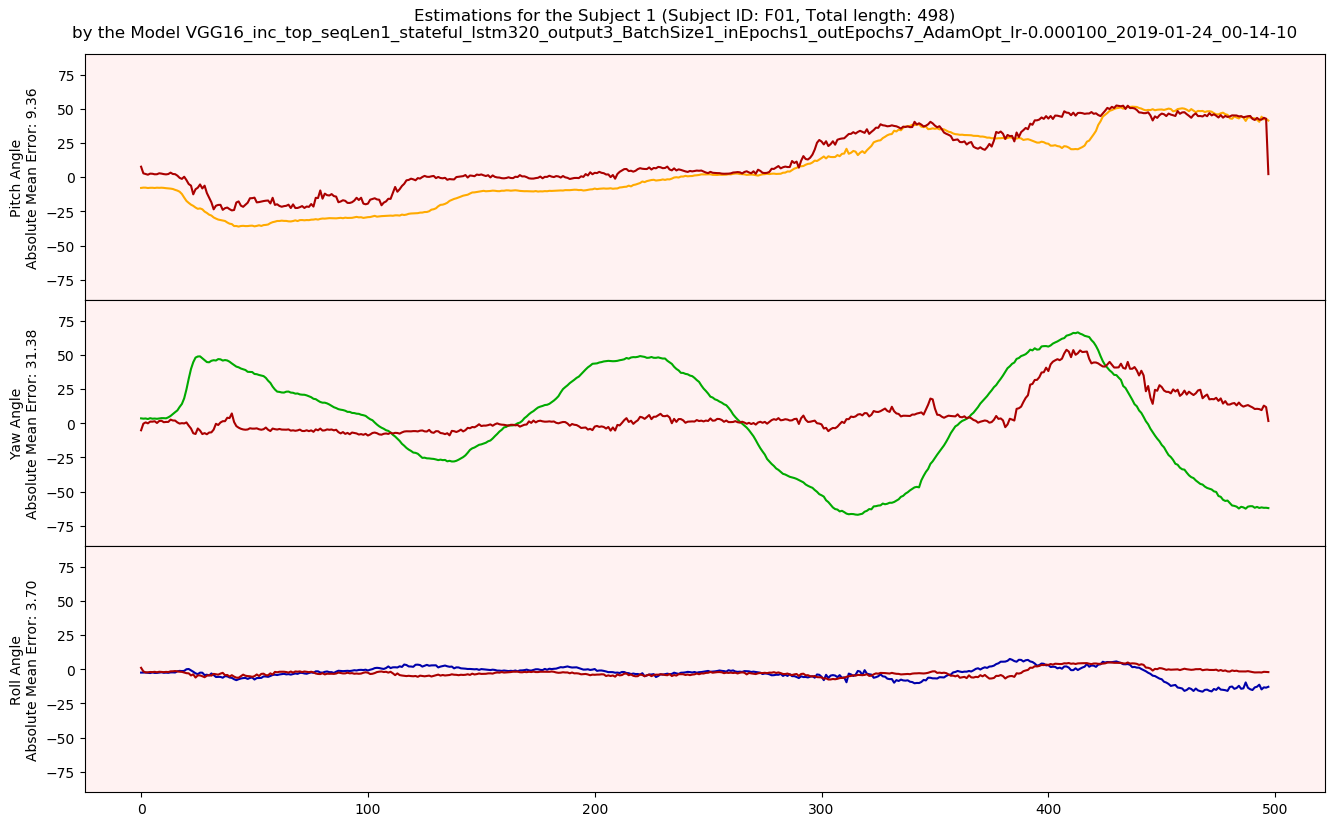 Estimations for the Subject 1 (Subject ID: F01, Total length: 498)
by the Model VGG16_inc_top_seqLen1_stateful_lstm320_output3_BatchSize1_inEpochs1_outEpochs7_AdamOpt_lr-0.000100_2019-01-24_00-14-10
Pitch Angle
Absolute Mean Error: 9.36
75
50
25
0
−25
−50
−75
Yaw Angle
Absolute Mean Error: 31.38
75
50
25
0
−25
−50
−75
Roll Angle
Absolute Mean Error: 3.70
75
50
25
0
−25
−50
−75
0 100 200 300 400 500